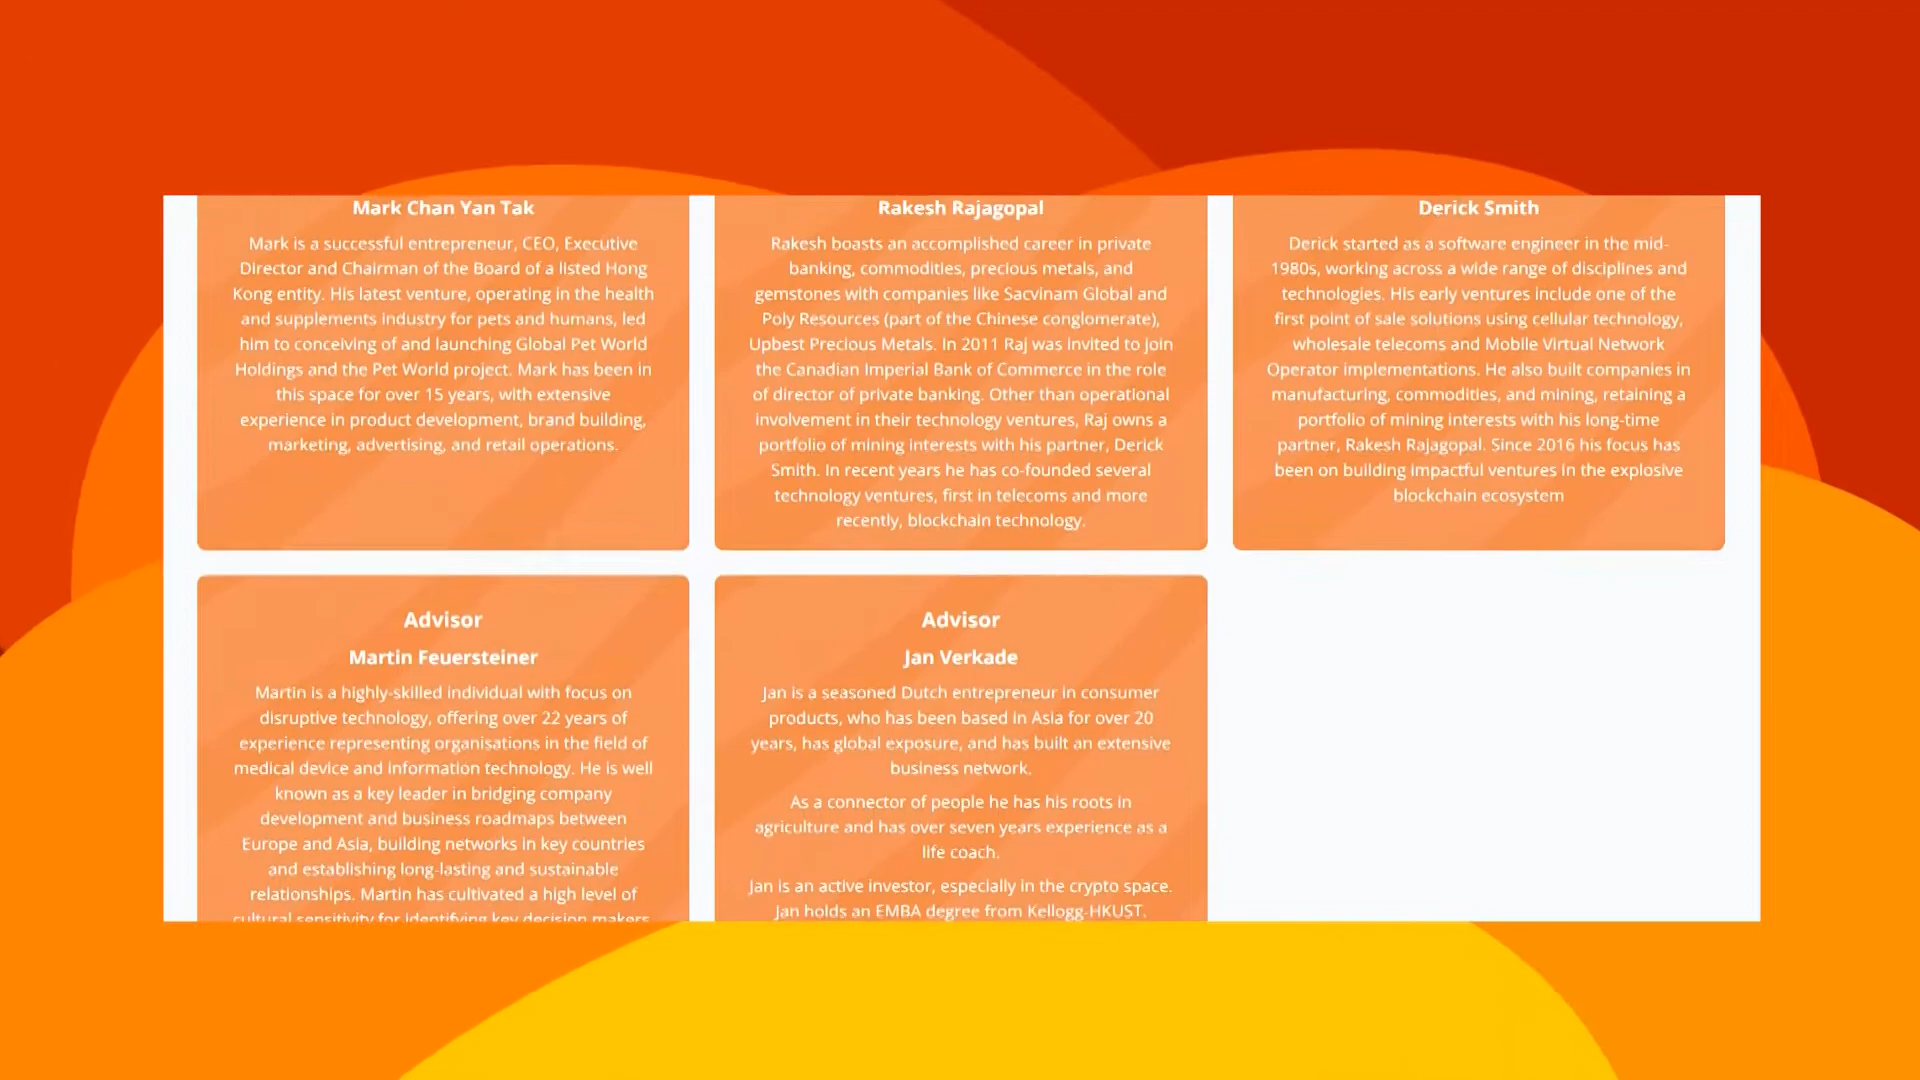 Mark Chan Yan Tak
Mark is a successful entrepreneur, CEO, Executive
Director and Chairman of the Board of a listed Hong
Kong entity. His latest venture, operating in the health
and supplements industry for pets and humans, led
him to conceiving of and launching Global Pet World
Holdings and the Pet World project. Mark has been in
this space for over 15 years, with extensive
experience in product development, brand building,
marketing, advertising, and retail operations.
Rakesh Rajagopal
Rakesh boasts an accomplished career in private
banking, commodities, precious metals, and
gemstones with companies like Sacvinam Global and
Poly Resources (part of the Chinese conglomerate),
Upbest Precious Metals. In 2011 Raj was invited to join
the Canadian Imperial Bank of Commerce in the role
of director of private banking. Other than operational
involvement in their technology ventures, Raj owns a
portfolio of mining interests with his partner, Derick
Smith. In recent years he has co-founded several
technology ventures, first in telecoms and more
recently, blockchain technology.
Derick Smith
Derick started as a software engineer in the mid-
1980s, working across a wide range of disciplines and
technologies. His early ventures include one of the
first point of sale solutions using cellular technology,
wholesale telecoms and Mobile Virtual Network
Operator implementations. He also built companies in
manufacturing, commodities, and mining, retaining a
portfolio of mining interests with his long-time
partner, Rakesh Rajagopal. Since 2016 his focus has
been on building impactful ventures in the explosive
blockchain ecosystem
Advisor
Martin Feuersteiner
Martin is a highly-skilled individual with focus on
disruptive technology, offering over 22 years of
experience representing organisations in the field of
medical device and information technology. He is well
known as a key leader in bridging company
development and business roadmaps between
Europe and Asia, building networks in key countries
and establishing long-lasting and sustainable
relationships. Martin has cultivated a high level of
cultural sensitivity for identifying key decision makers
Advisor
Jan Verkade
Jan is a seasoned Dutch entrepreneur in consumer
products, who has been based in Asia for over 20
years, has global exposure, and has built an extensive
business network.
As a connector of people he has his roots in
agriculture and has over seven years experience as a
life coach.
Jan is an active investor, especially in the crypto space.
Jan holds an EMBA degree from Kellogg-HKUST.